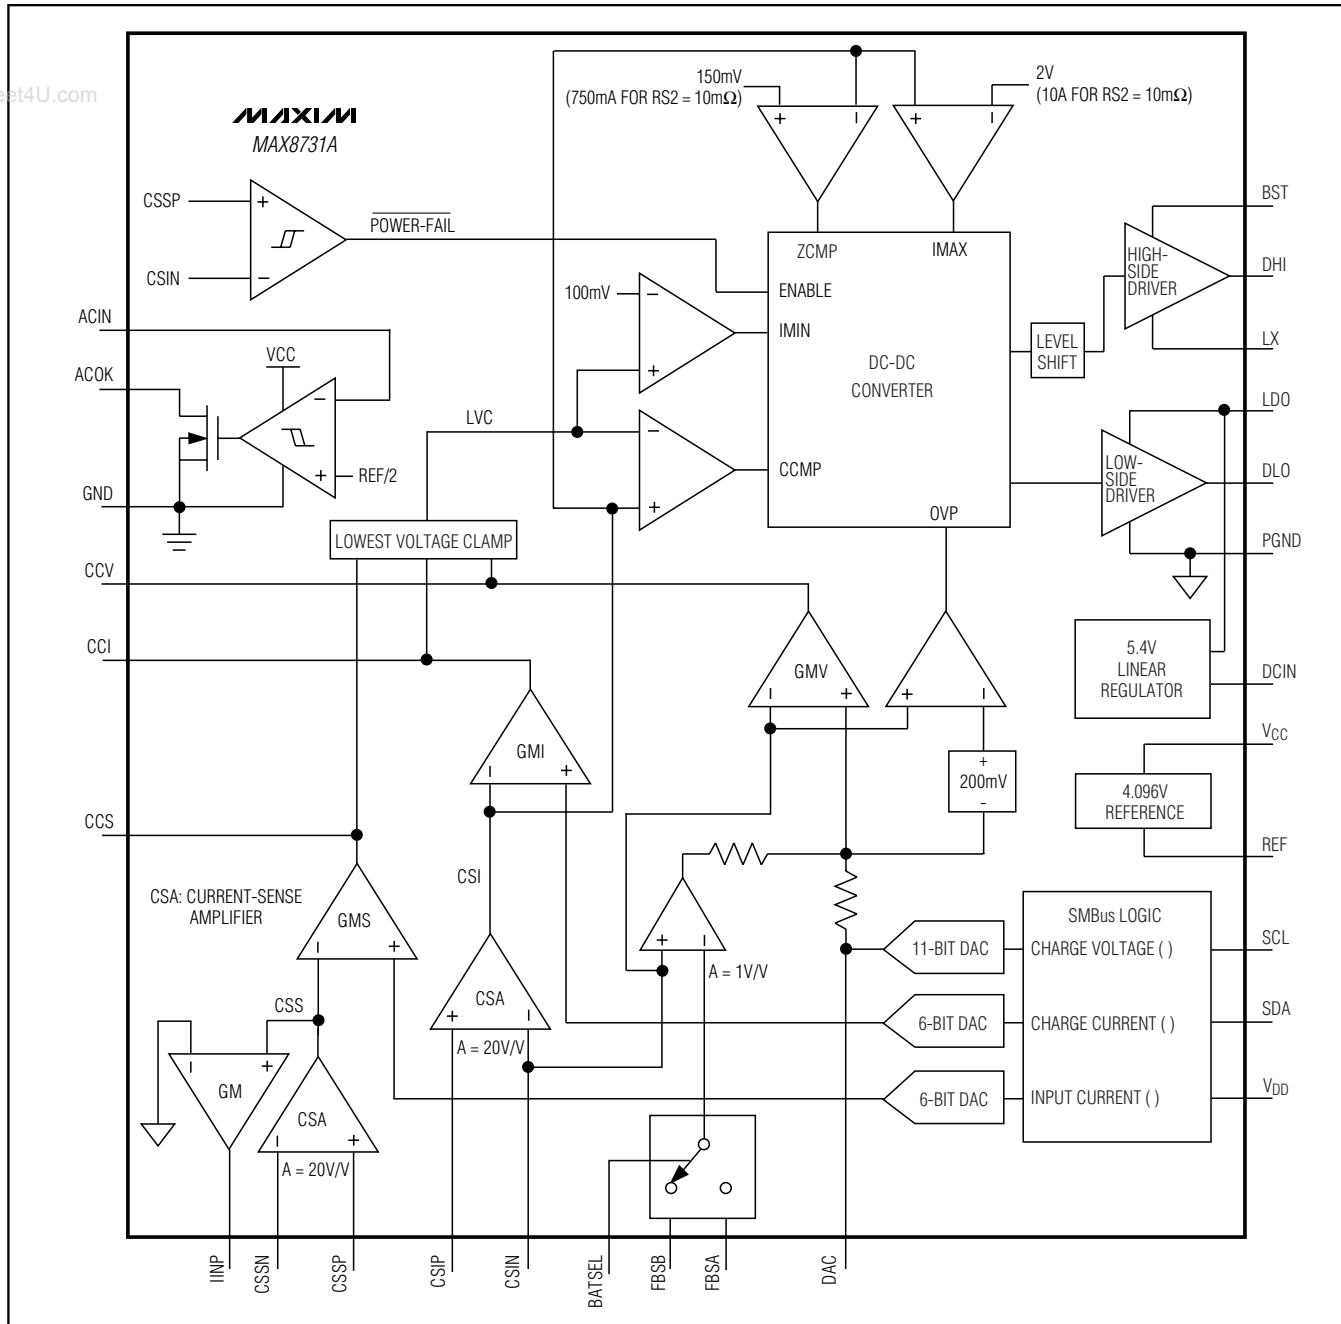 et4U.com
MAXIM
MAX8731A
150mV
(750mA FOR RS2 = 10mΩ)
2V
(10A FOR RS2 = 10mΩ)
+
−
+
−
CSSP
+
CSIN
−
POWER-FAIL
ZCMP
IMAX
ENABLE
IMIN
DC-DC
CONVERTER
CCMP
OVP
100mV
−
+
−
+
LVC
LEVEL
SHIFT
HIGH-
SIDE
DRIVER
BST
DHI
LX
LOW-
SIDE
DRIVER
LDO
DLO
PGND
ACIN
ACOK
VCC
−
+
REF/2
GND
LOWEST VOLTAGE CLAMP
CCV
CCI
CCS
GMV
−
+
+
−
GMI
−
+
+
200mV
-
5.4V
LINEAR
REGULATOR
DCIN
VCC
4.096V
REFERENCE
REF
CSA: CURRENT-SENSE
AMPLIFIER
GMS
−
+
CSI
CSS
CSA
+
−
A = 20V/V
+
−
A = 1V/V
GM
−
+
CSA
−
+
A = 20V/V
11-BIT DAC
6-BIT DAC
6-BIT DAC
SMBus LOGIC
CHARGE VOLTAGE ( )
CHARGE CURRENT ( )
INPUT CURRENT ( )
SCL
SDA
VDD
IINP
CSSN
CSSP
CSIP
CSIN
BATSEL
FBSB
FBSA
DAC